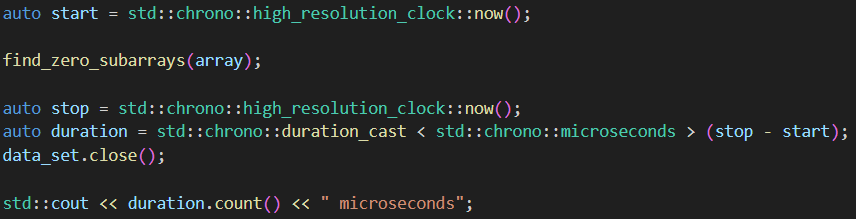 auto start = std::chrono::high_resolution_clock::now();
find_zero_subarrays(array);
auto stop = std::chrono::high_resolution_clock::now();
auto duration = std::chrono::duration_cast < std::chrono::microseconds > (stop - start);
data_set.close();
std::cout << duration.count() << " microseconds";